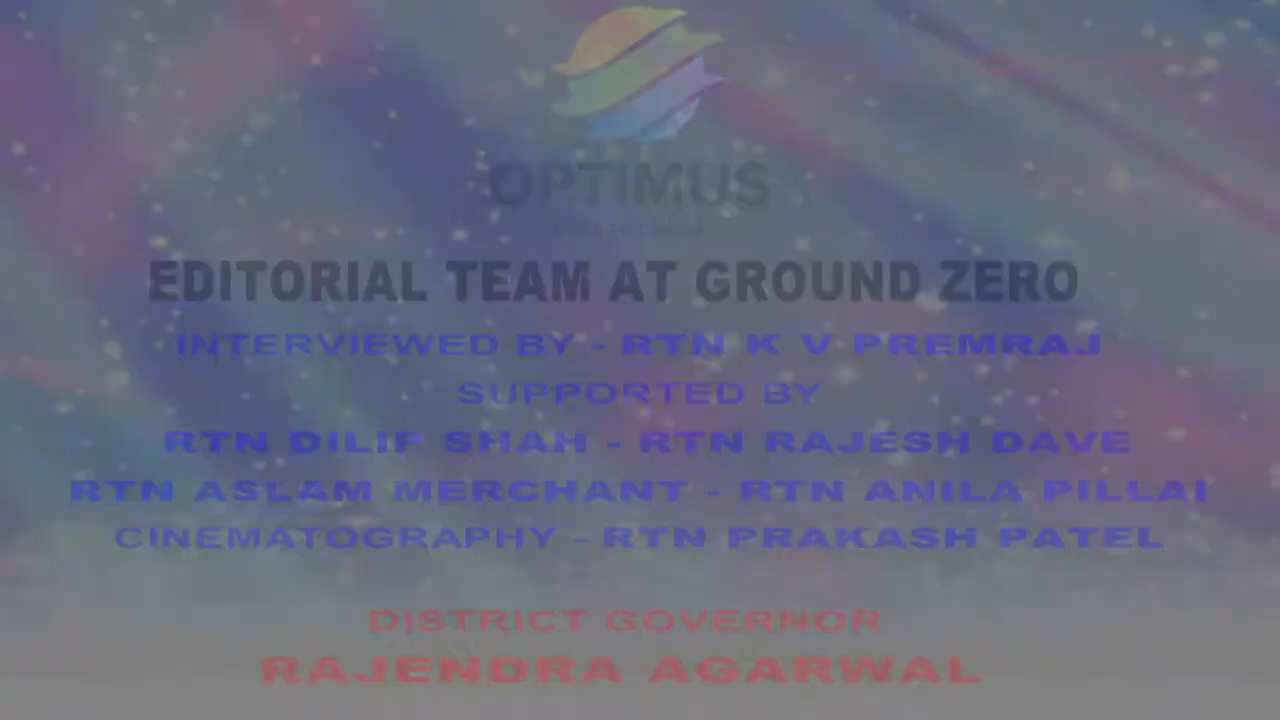 OPTIMUS
EDITORIAL TEAM AT GROUND ZERO
INTERVIEWED BY - RTN K V PREMRAJ
SUPPORTED BY
RTN DILIP SHAH - RTN RAJESH DAVE
RTN ASLAM MERCHANT - RTN ANILA PILLAI
CINEMATOGRAPHY - RTN PRAKASH PATEL
DISTRICT GOVERNOR
RAJENDRA AGARWAL